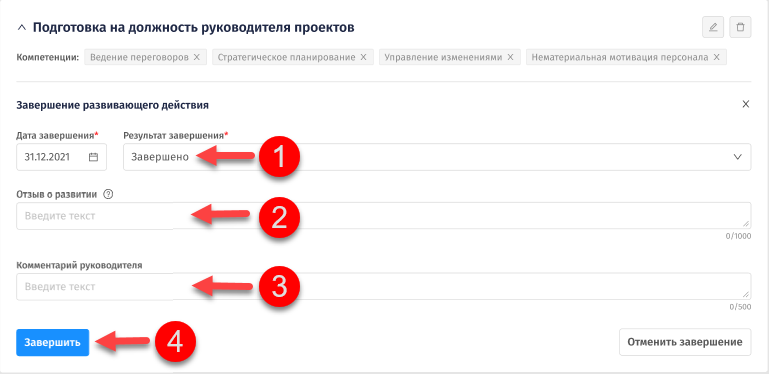 Подготовка на должность руководителя проектов
Компетенции: Ведение переговоров × Стратегическое планирование × Управление изменениями × Нематериальная мотивация персонала ×
Завершение развивающего действия ×
Дата завершения* Результат завершения*
31.12.2021 Завершено 1
Отзыв о развитии ?
Введите текст 2
0/1000
Комментарий руководителя
Введите текст 3
0/500
Завершить 4 Отменить завершение